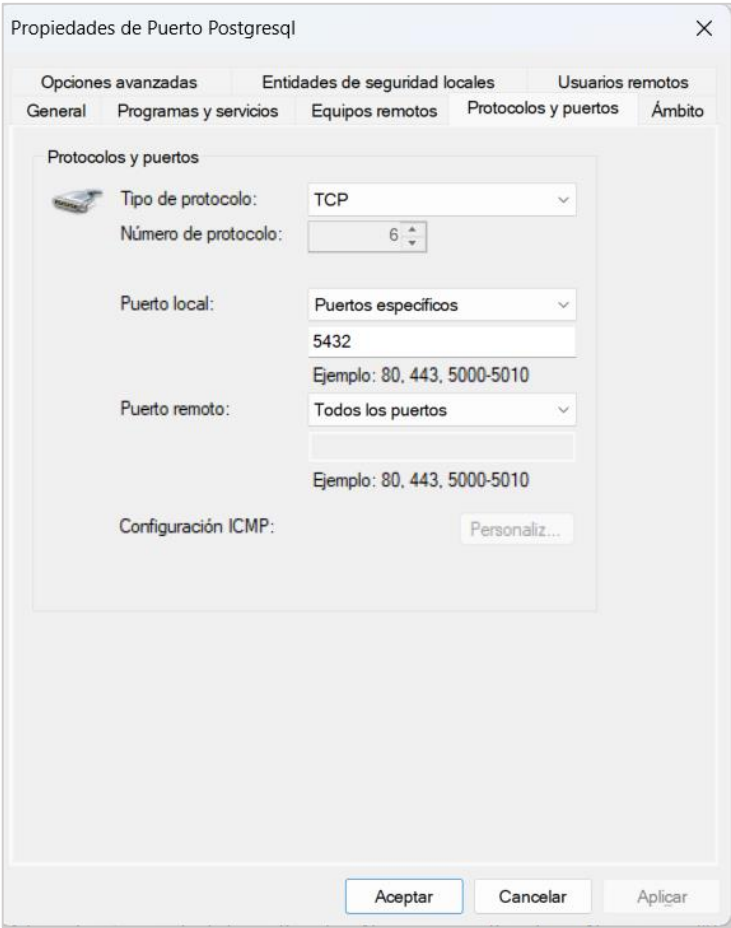 Propiedades de Puerto Postgresql
Opciones avanzadas Entidades de seguridad locales Usuarios remotos
General Programas y servicios Equipos remotos Protocolos y puertos Ámbito
Protocolos y puertos
Tipo de protocolo: TCP
Número de protocolo: 6
Puerto local: Puertos específicos
5432
Ejemplo: 80, 443, 5000-5010
Puerto remoto: Todos los puertos
Ejemplo: 80, 443, 5000-5010
Configuración ICMP: Personaliz...
Aceptar Cancelar Aplicar